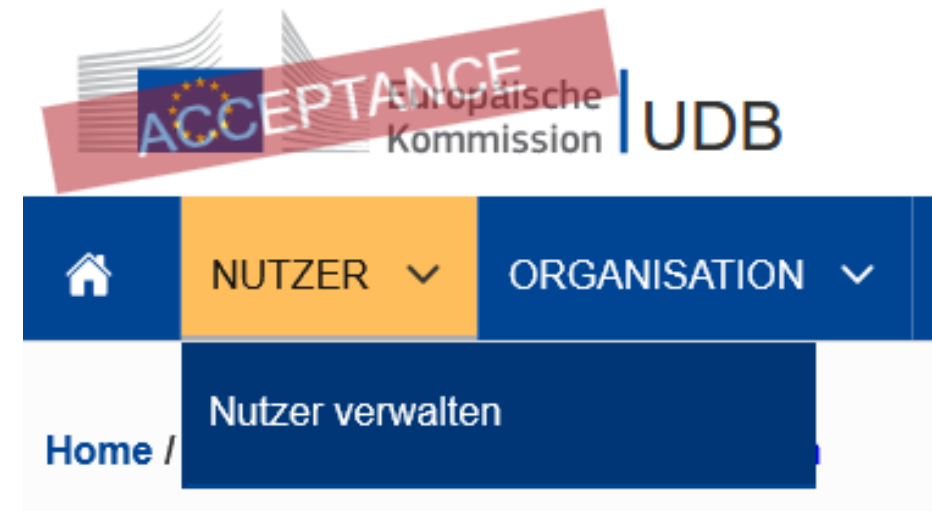 ACCEPTANCE
Europäische
Kommission
UDB
NUTZER
ORGANISATION
Nutzer verwalten
Home /